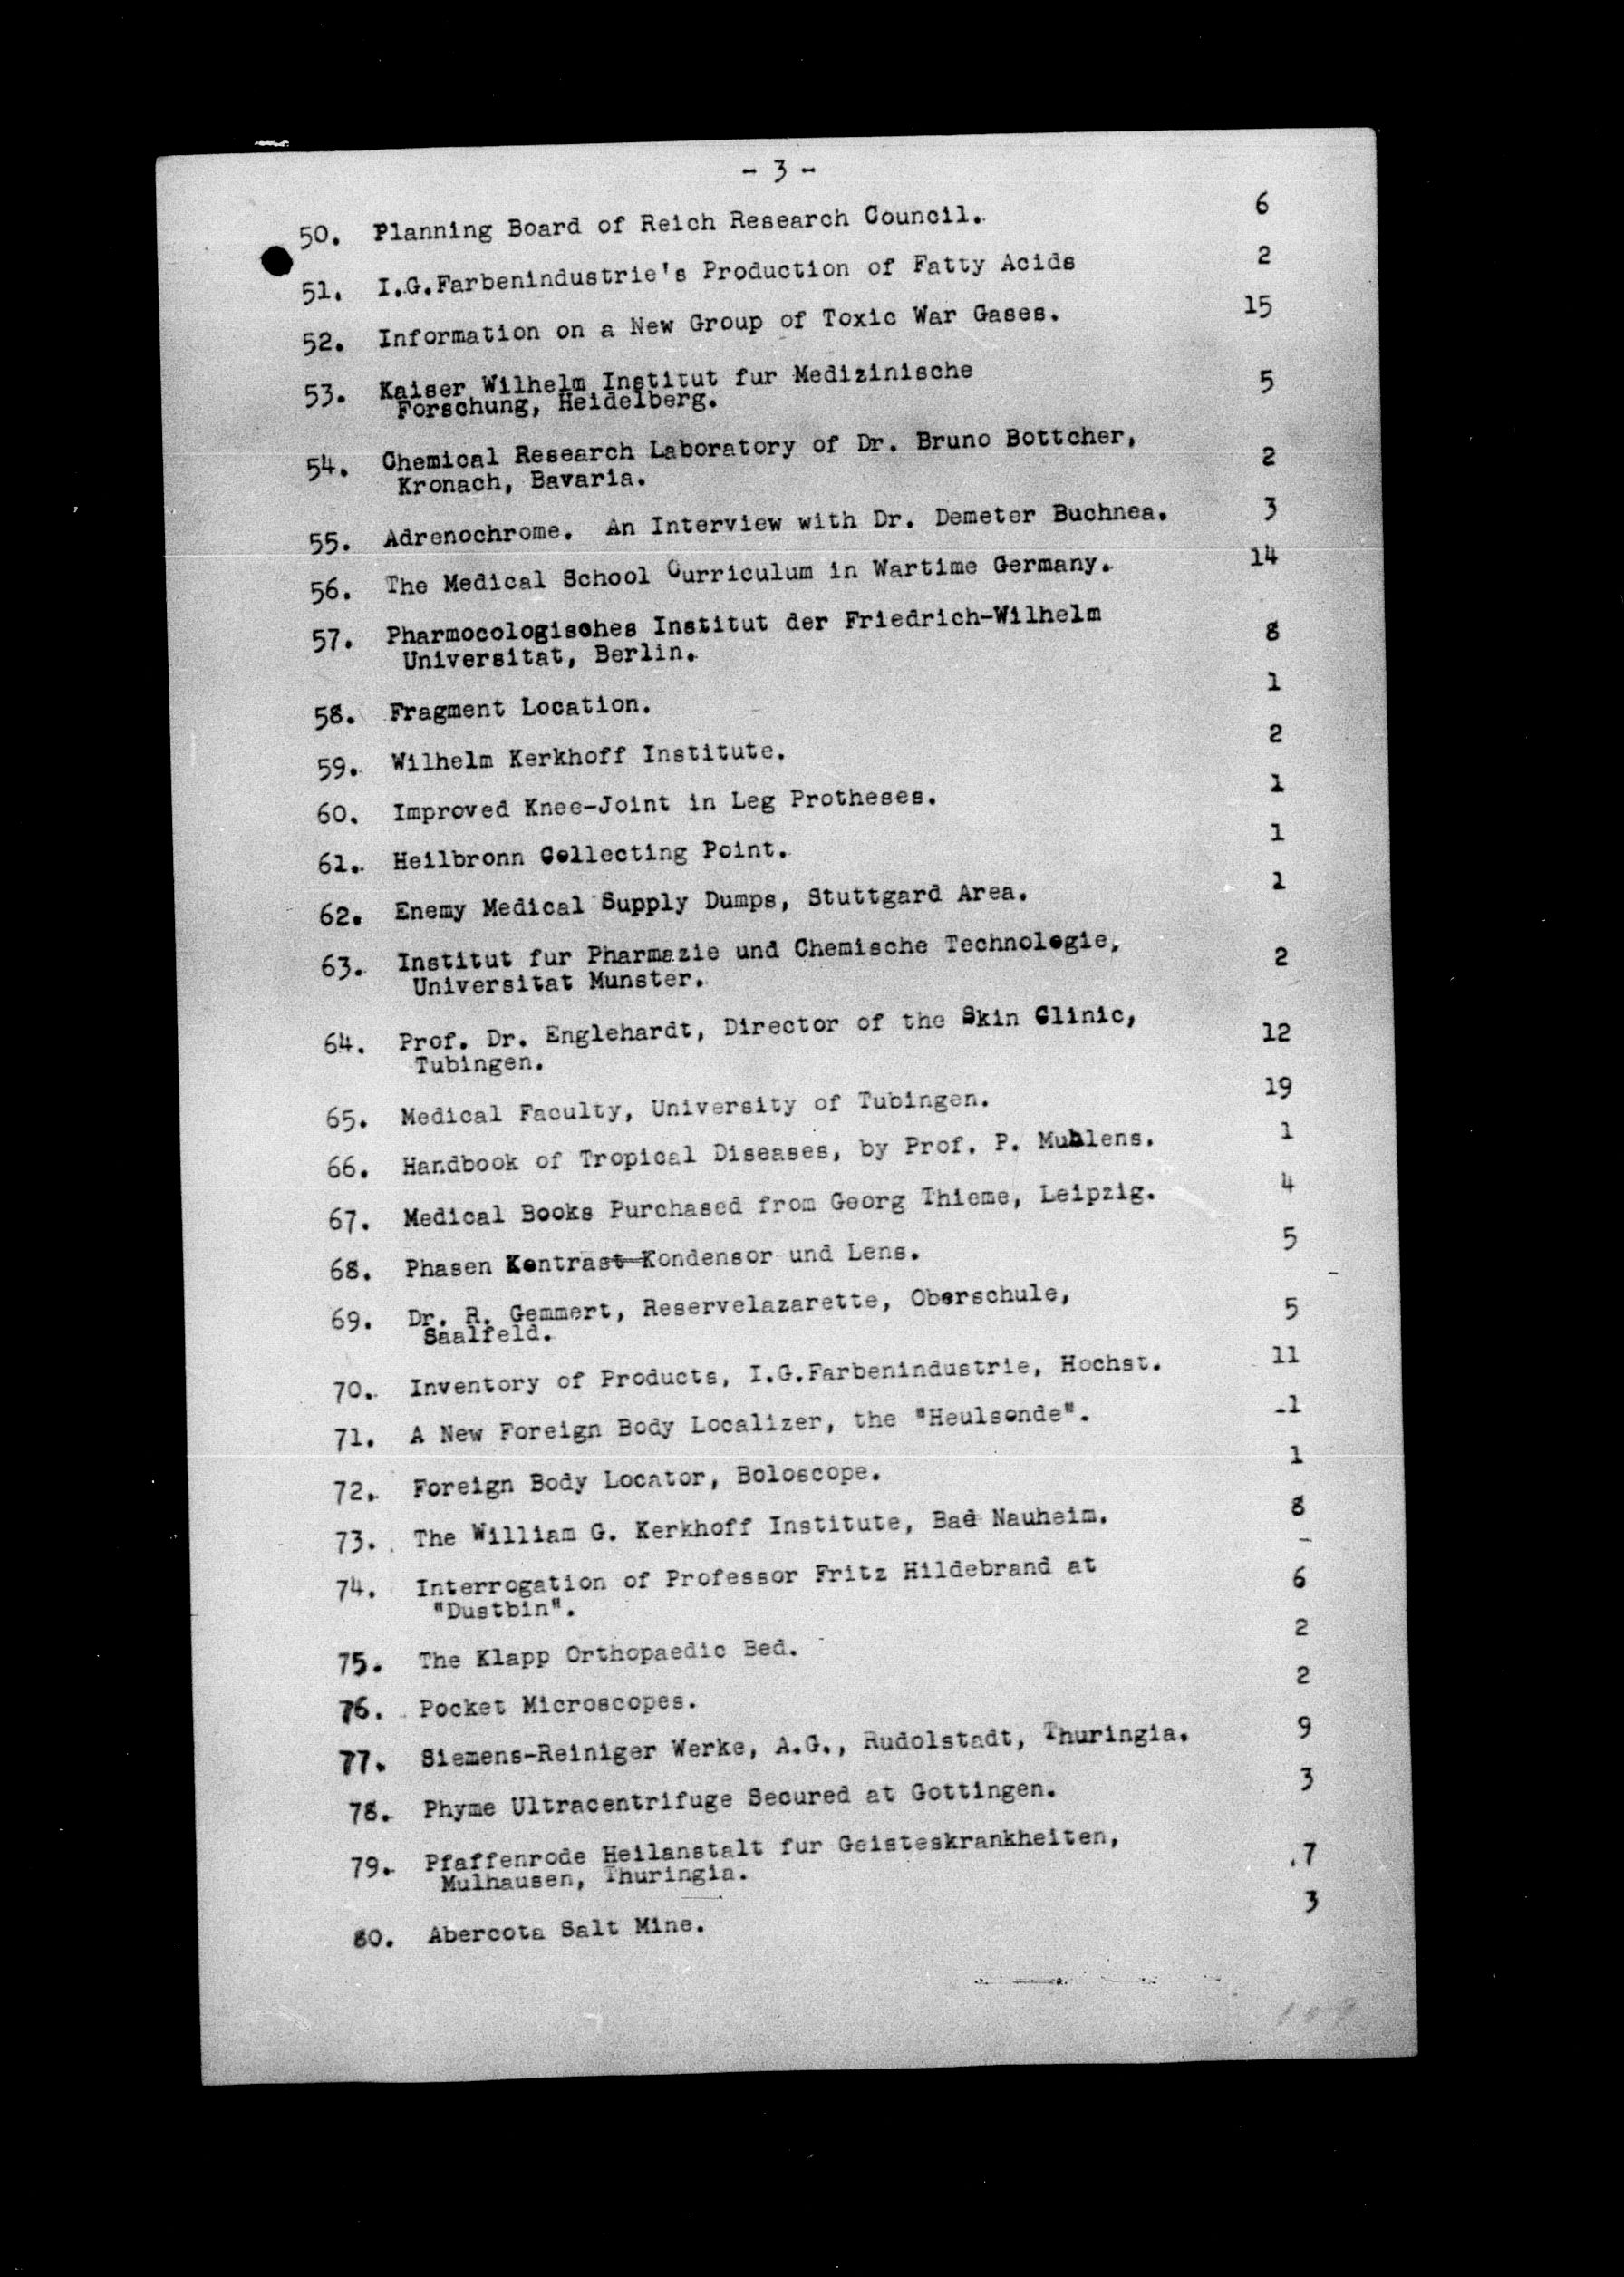 - 3 -
50. Planning Board of Reich Research Council. 6
51. I.G.Farbenindustrie's Production of Fatty Acids 2
52. Information on a New Group of Toxic War Gases. 15
53. Kaiser Wilhelm Institut fur Medizinische
Forschung, Heidelberg. 5
54. Chemical Research Laboratory of Dr. Bruno Bottcher,
Kronach, Bavaria. 2
55. Adrenochrome. An Interview with Dr. Demeter Buchnea. 3
56. The Medical School Curriculum in Wartime Germany. 14
57. Pharmocologisches Institut der Friedrich-Wilhelm
Universitat, Berlin. 8
58. Fragment Location. 1
59. Wilhelm Kerkhoff Institute. 2
60. Improved Knee-Joint in Leg Protheses. 1
61. Heilbronn Collecting Point. 1
62. Enemy Medical Supply Dumps, Stuttgard Area. 1
63. Institut fur Pharmazie und Chemische Technologie,
Universitat Munster. 2
64. Prof. Dr. Englehardt, Director of the Skin Clinic,
Tubingen. 12
65. Medical Faculty, University of Tubingen. 19
66. Handbook of Tropical Diseases, by Prof. P. Muhlens. 1
67. Medical Books Purchased from Georg Thieme, Leipzig. 4
68. Phasen Kontrast Kondensor und Lens. 5
69. Dr. R. Gemmert, Reservelazarette, Oberschule,
Saalfeld. 5
70. Inventory of Products, I.G.Farbenindustrie, Hochst. 11
71. A New Foreign Body Localizer, the "Heulsonde". 1
72. Foreign Body Locator, Boloscope. 1
73. The William G. Kerkhoff Institute, Bad Nauheim. 8
74. Interrogation of Professor Fritz Hildebrand at
"Dustbin". 6
75. The Klapp Orthopaedic Bed. 2
76. Pocket Microscopes. 2
77. Siemens-Reiniger Werke, A.G., Rudolstadt, Thuringia. 9
78. Phyme Ultracentrifuge Secured at Gottingen. 3
79. Pfaffenrode Heilanstalt fur Geisteskrankheiten,
Mulhausen, Thuringia. 7
80. Abercota Salt Mine. 3